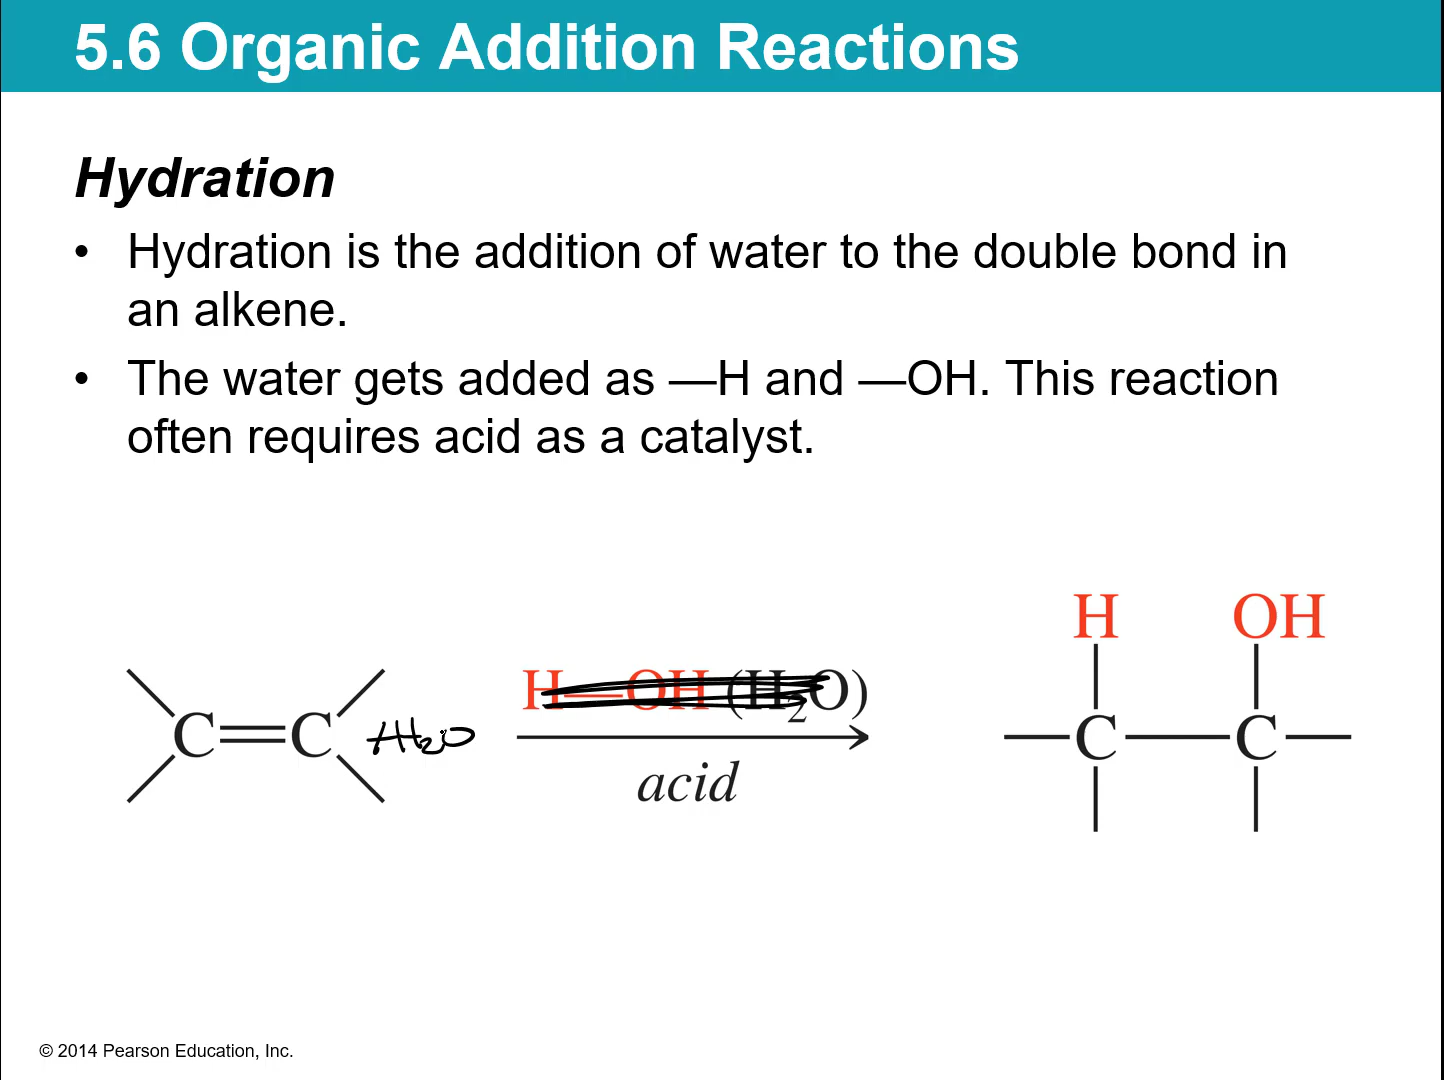 5.6 Organic Addition Reactions
Hydration
• Hydration is the addition of water to the double bond in
an alkene.
• The water gets added as —H and —OH. This reaction
often requires acid as a catalyst.
H OH
H—OH (H₂O)
C=C +H₂O
C—C
acid
© 2014 Pearson Education, Inc.